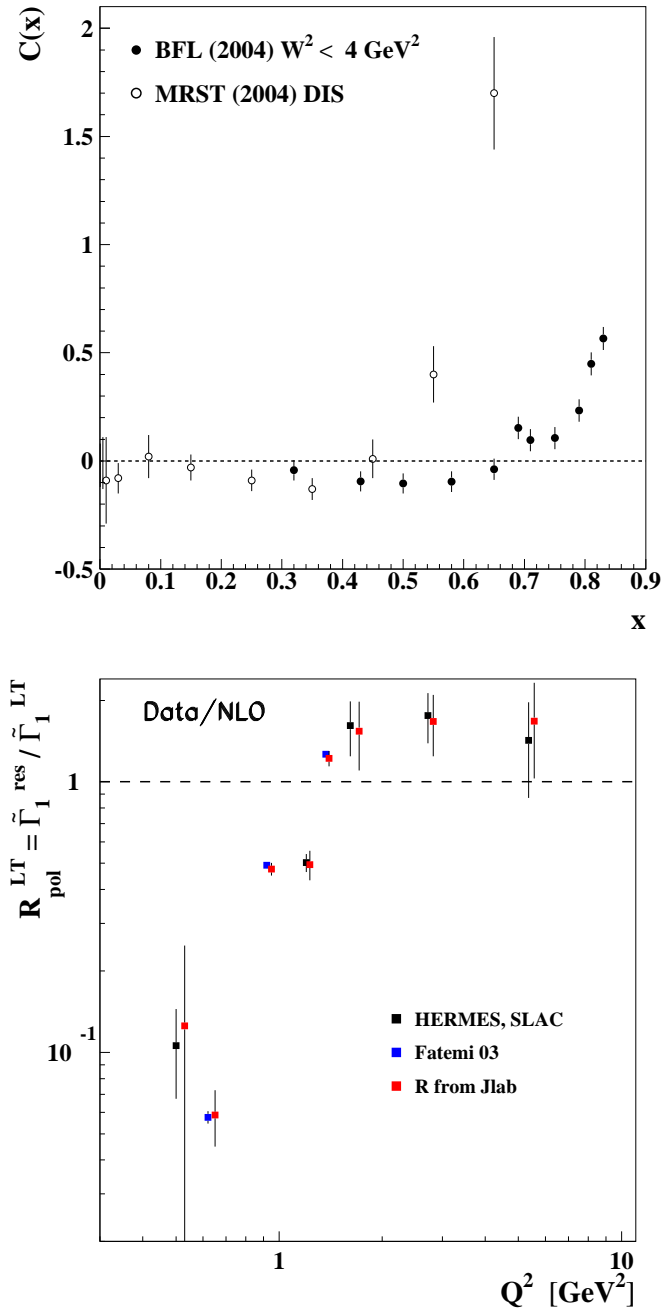 C(x)
2
1.5
1
0.5
0
-0.5
BFL (2004) W² < 4 GeV²
MRST (2004) DIS
0 0.1 0.2 0.3 0.4 0.5 0.6 0.7 0.8 0.9
x
R_pol^LT = Γ̃₁^res / Γ̃₁^LT
Data/NLO
1
10⁻¹
HERMES, SLAC
Fatemi 03
R from Jlab
1 10
Q² [GeV²]